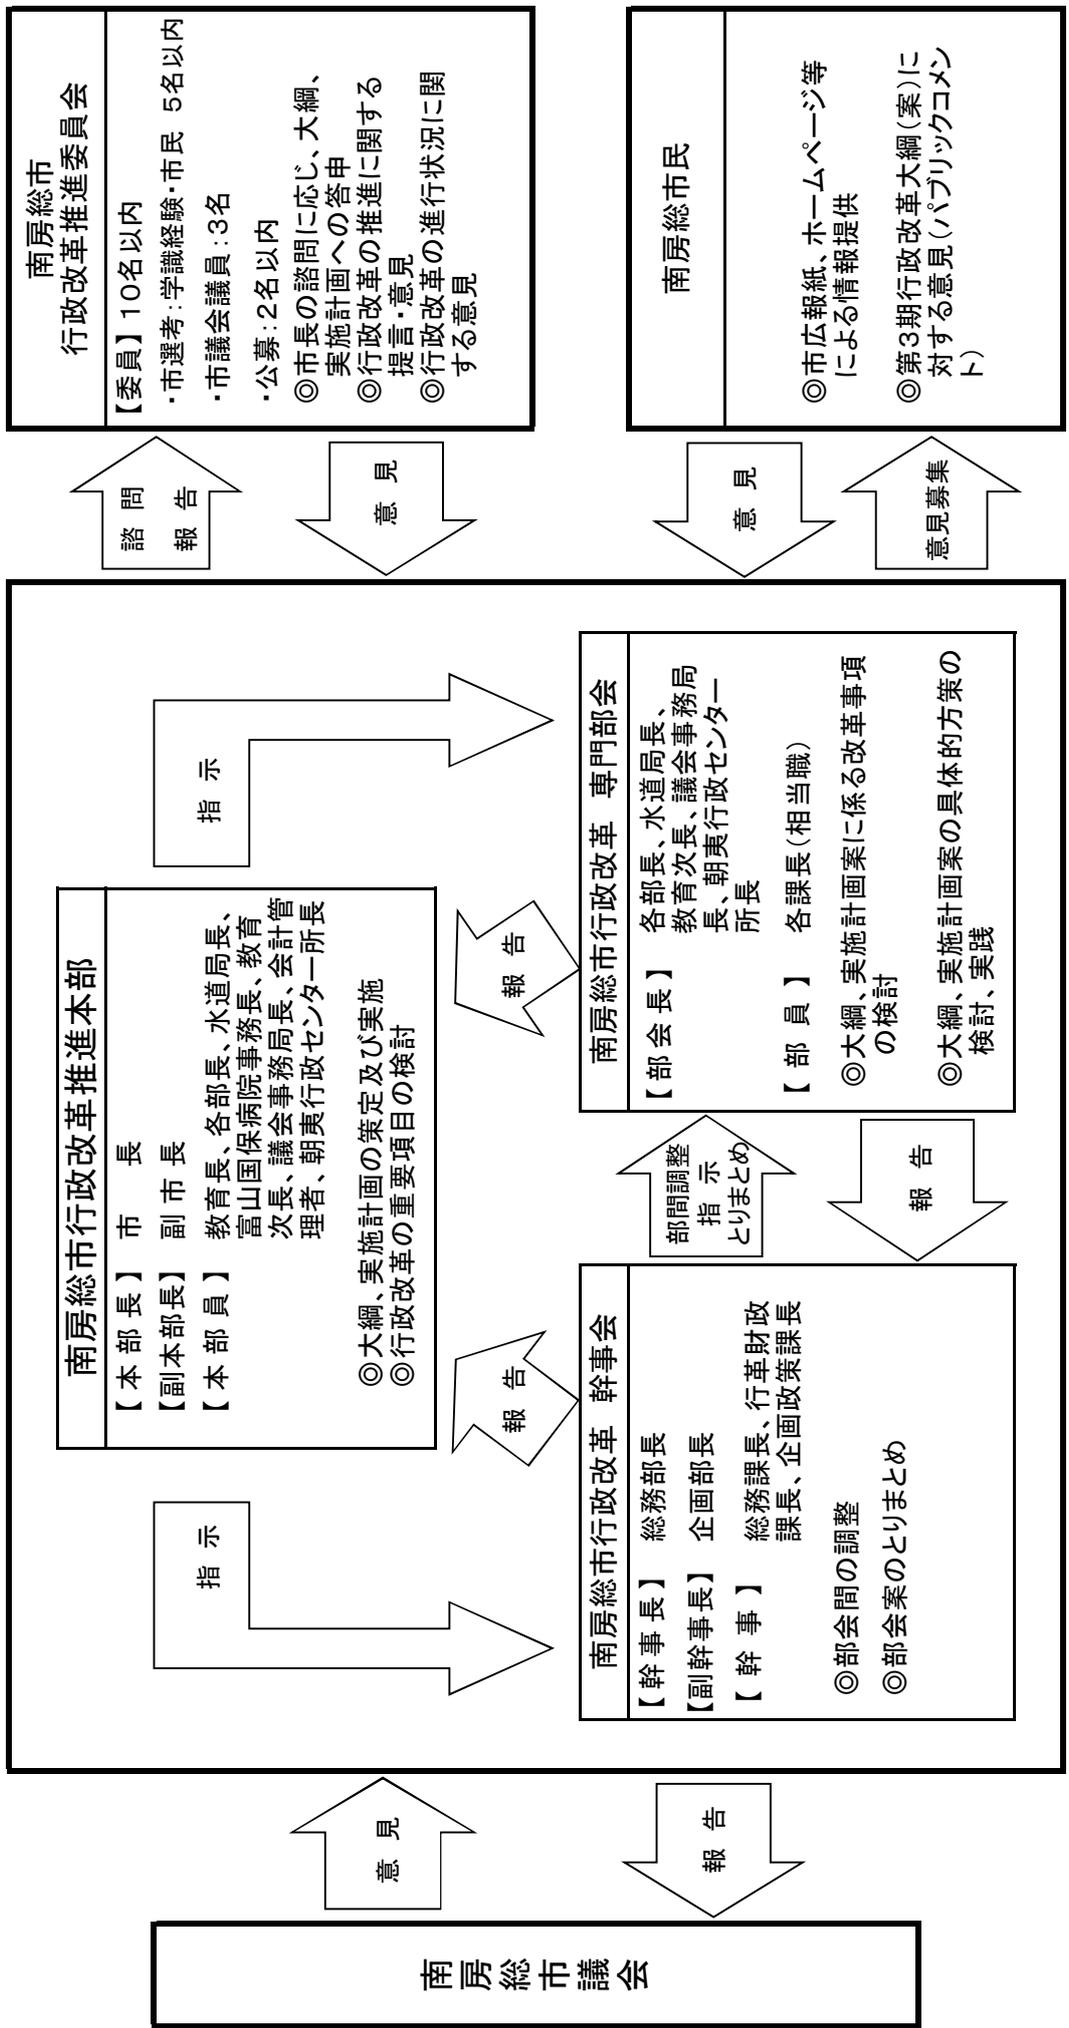 南房総市議会
意　見
報　告
南房総市行政改革推進本部
【 本 部 長 】　市　　長
【副本部長】　副 市 長
【 本 部 員 】　教育長、各部長、水道局長、
富山国保病院事務長、教育
次長、議会事務局長、会計管
理者、朝夷行政センター所長
◎大綱、実施計画の策定及び実施
◎行政改革の重要項目の検討
指　示
指　示
報　告
報　告
南房総市行政改革　幹事会
【 幹 事 長 】　総務部長
【副幹事長】　企画部長
【 幹　事 】　総務課長、行革財政
課長、企画政策課長
◎部会間の調整
◎部会案のとりまとめ
部間調整
指　示
とりまとめ
報　告
南房総市行政改革　専門部会
【 部 会 長 】　各部長、水道局長、
教育次長、議会事務局
長、朝夷行政センター
所長
【　部　員　】　各課長（相当職）
◎大綱、実施計画案に係る改革事項
の検討
◎大綱、実施計画案の具体的方策の
検討、実践
諮　問
報　告
意　見
意　見
意見募集
南房総市
行政改革推進委員会
【委員】10名以内
・市選考：学識経験・市民　5名以内
・市議会議員：3名
・公募：2名以内
◎市長の諮問に応じ、大綱、
実施計画への答申
◎行政改革の推進に関する
提言・意見
◎行政改革の進行状況に関
する意見
南房総市民
◎市広報紙、ホームページ等
による情報提供
◎第3期行政改革大綱（案）に
対する意見（パブリックコメン
ト）